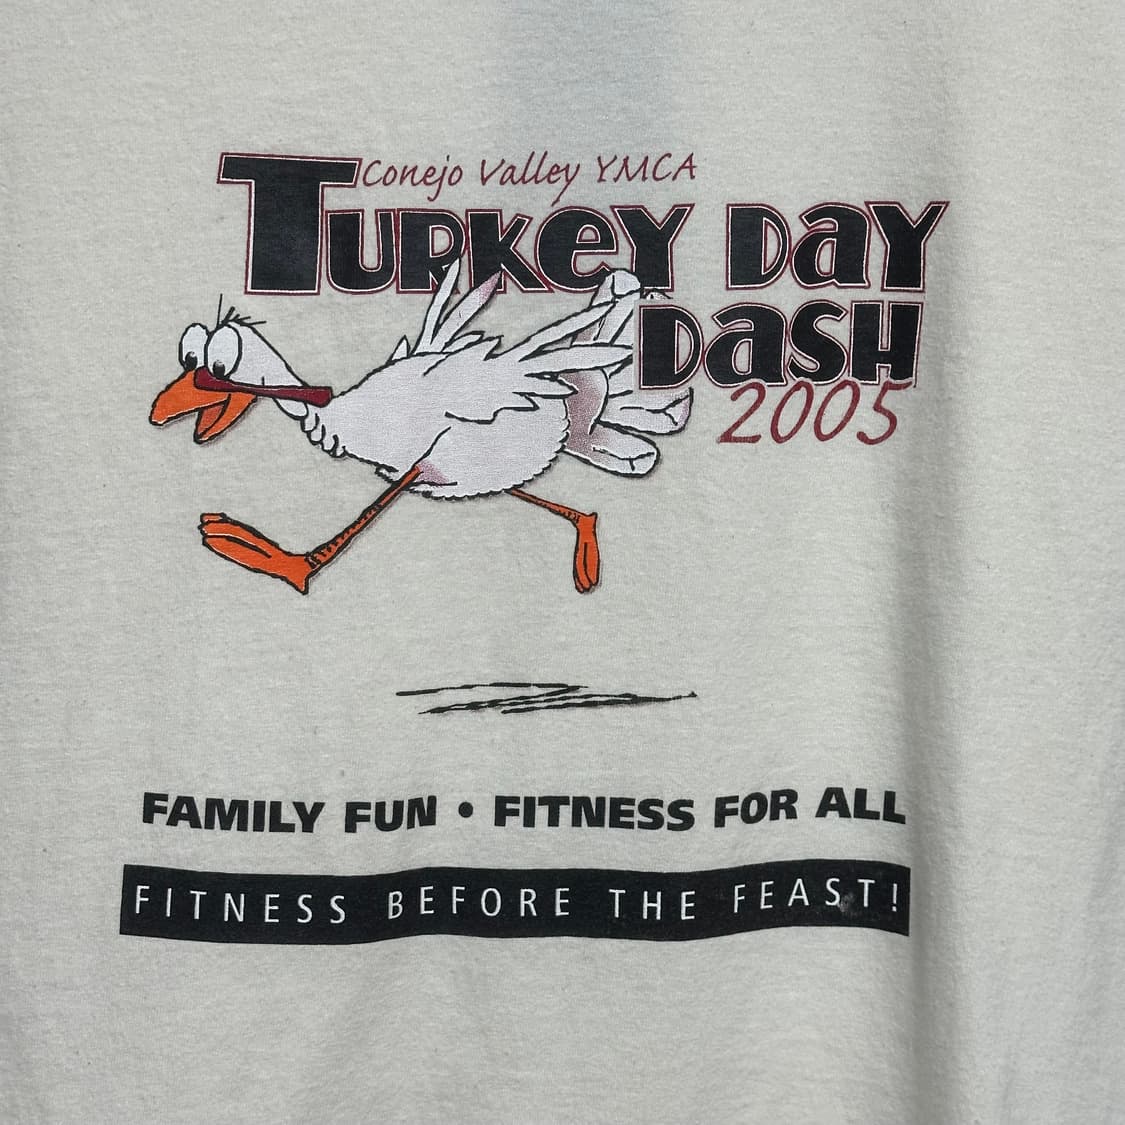 Conejo Valley YMCA
TURKey Day
DasH
2005
FAMILY FUN • FITNESS FOR ALL
FITNESS BEFORE THE FEAST!